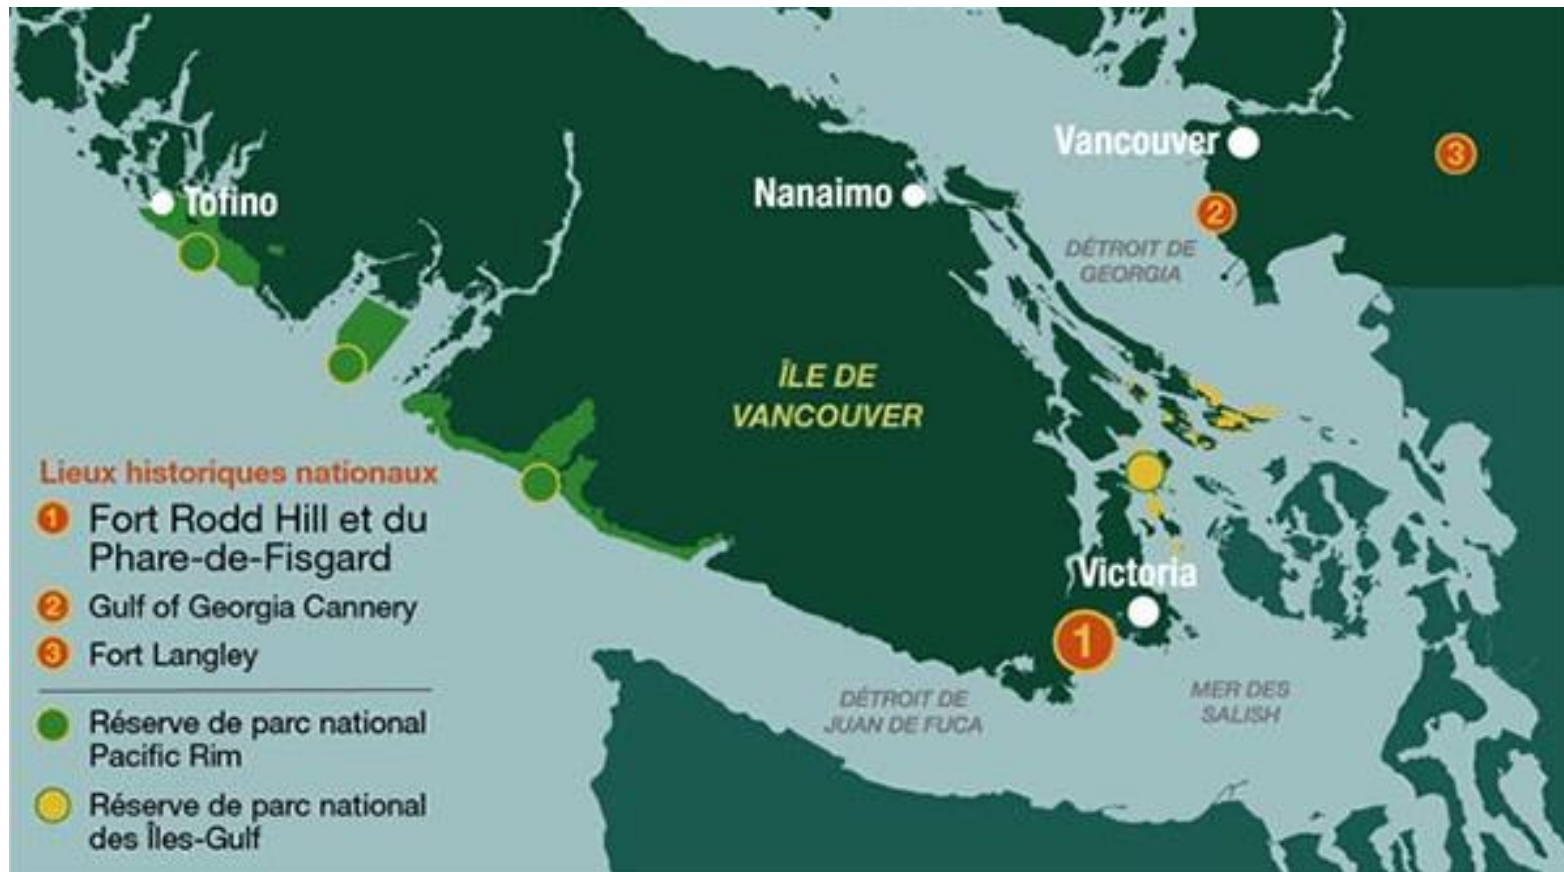 Vancouver
3
Nanaimo
2
Tofino
DÉTROIT DE
GEORGIA
ÎLE DE
VANCOUVER
Victoria
1
DÉTROIT DE
JUAN DE FUCA
MER DES
SALISH
Lieux historiques nationaux
1 Fort Rodd Hill et du
Phare-de-Fisgard
2 Gulf of Georgia Cannery
3 Fort Langley
Réserve de parc national
Pacific Rim
Réserve de parc national
des Îles-Gulf